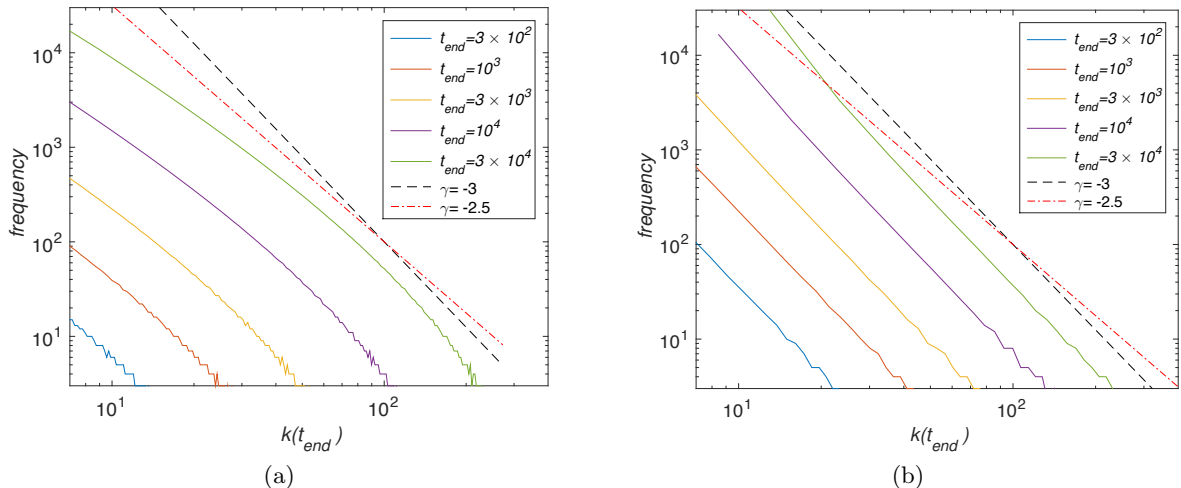 10^4
10^3
10^2
10^1
frequency
10^1
10^2
k(t_end)
t_end=3 × 10^2
t_end=10^3
t_end=3 × 10^3
t_end=10^4
t_end=3 × 10^4
γ= -3
γ= -2.5
(a)
10^4
10^3
10^2
10^1
frequency
10^1
10^2
k(t_end)
t_end=3 × 10^2
t_end=10^3
t_end=3 × 10^3
t_end=10^4
t_end=3 × 10^4
γ= -3
γ= -2.5
(b)